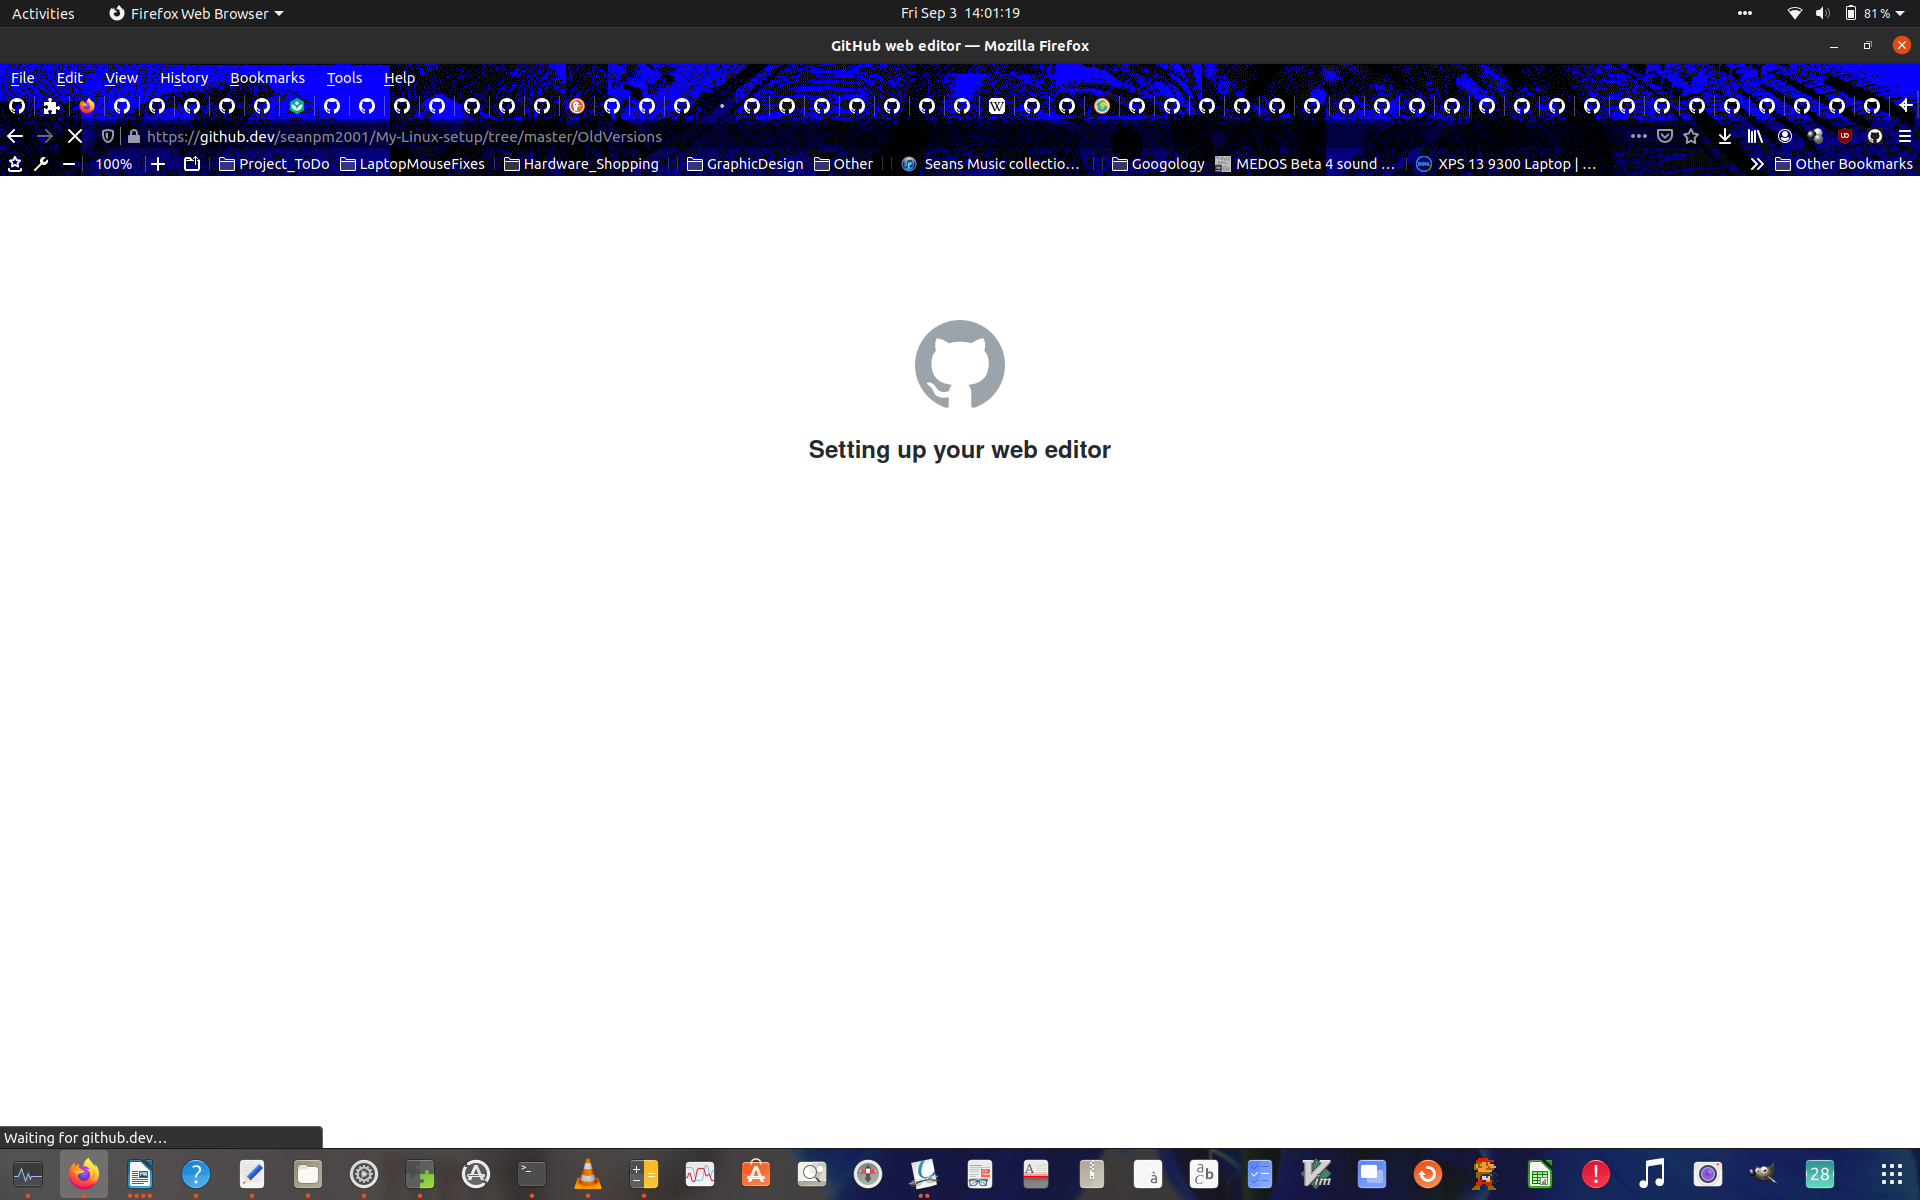 Activities Firefox Web Browser Fri Sep 3 14:01:19 81%
GitHub web editor — Mozilla Firefox
File Edit View History Bookmarks Tools Help
W
https://github.dev/seanpm2001/My-Linux-setup/tree/master/OldVersions
100% Project_ToDo LaptopMouseFixes Hardware_Shopping GraphicDesign Other Seans Music collectio… Googology MEDOS Beta 4 sound … XPS 13 9300 Laptop | … Other Bookmarks
Setting up your web editor
Waiting for github.dev…
28